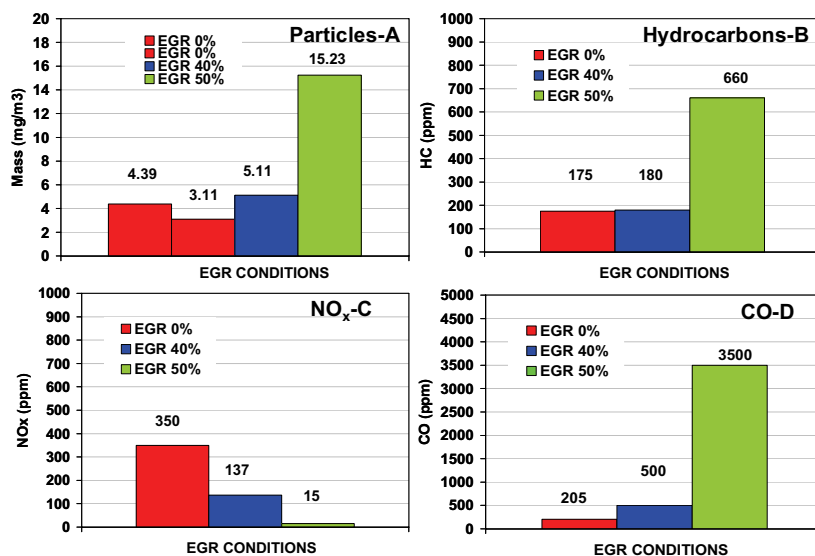 Particles-A
EGR 0%
EGR 0%
EGR 40%
EGR 50%
Mass (mg/m3)
20
18
16
14
12
10
8
6
4
2
0
4.39
3.11
5.11
15.23
EGR CONDITIONS
Hydrocarbons-B
EGR 0%
EGR 40%
EGR 50%
HC (ppm)
1000
900
800
700
600
500
400
300
200
100
0
175
180
660
EGR CONDITIONS
NOx-C
EGR 0%
EGR 40%
EGR 50%
NOx (ppm)
1000
900
800
700
600
500
400
300
200
100
0
350
137
15
EGR CONDITIONS
CO-D
EGR 0%
EGR 40%
EGR 50%
CO (ppm)
5000
4500
4000
3500
3000
2500
2000
1500
1000
500
0
205
500
3500
EGR CONDITIONS